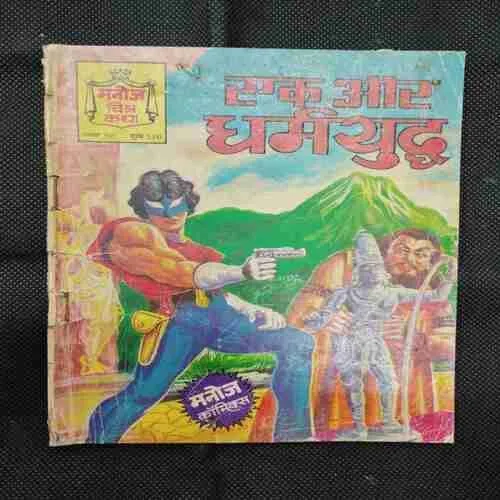 मनोज
चित्र
कथा
मूल्य
एक और
धर्मयुद्ध
मनोज
कॉमिक्स